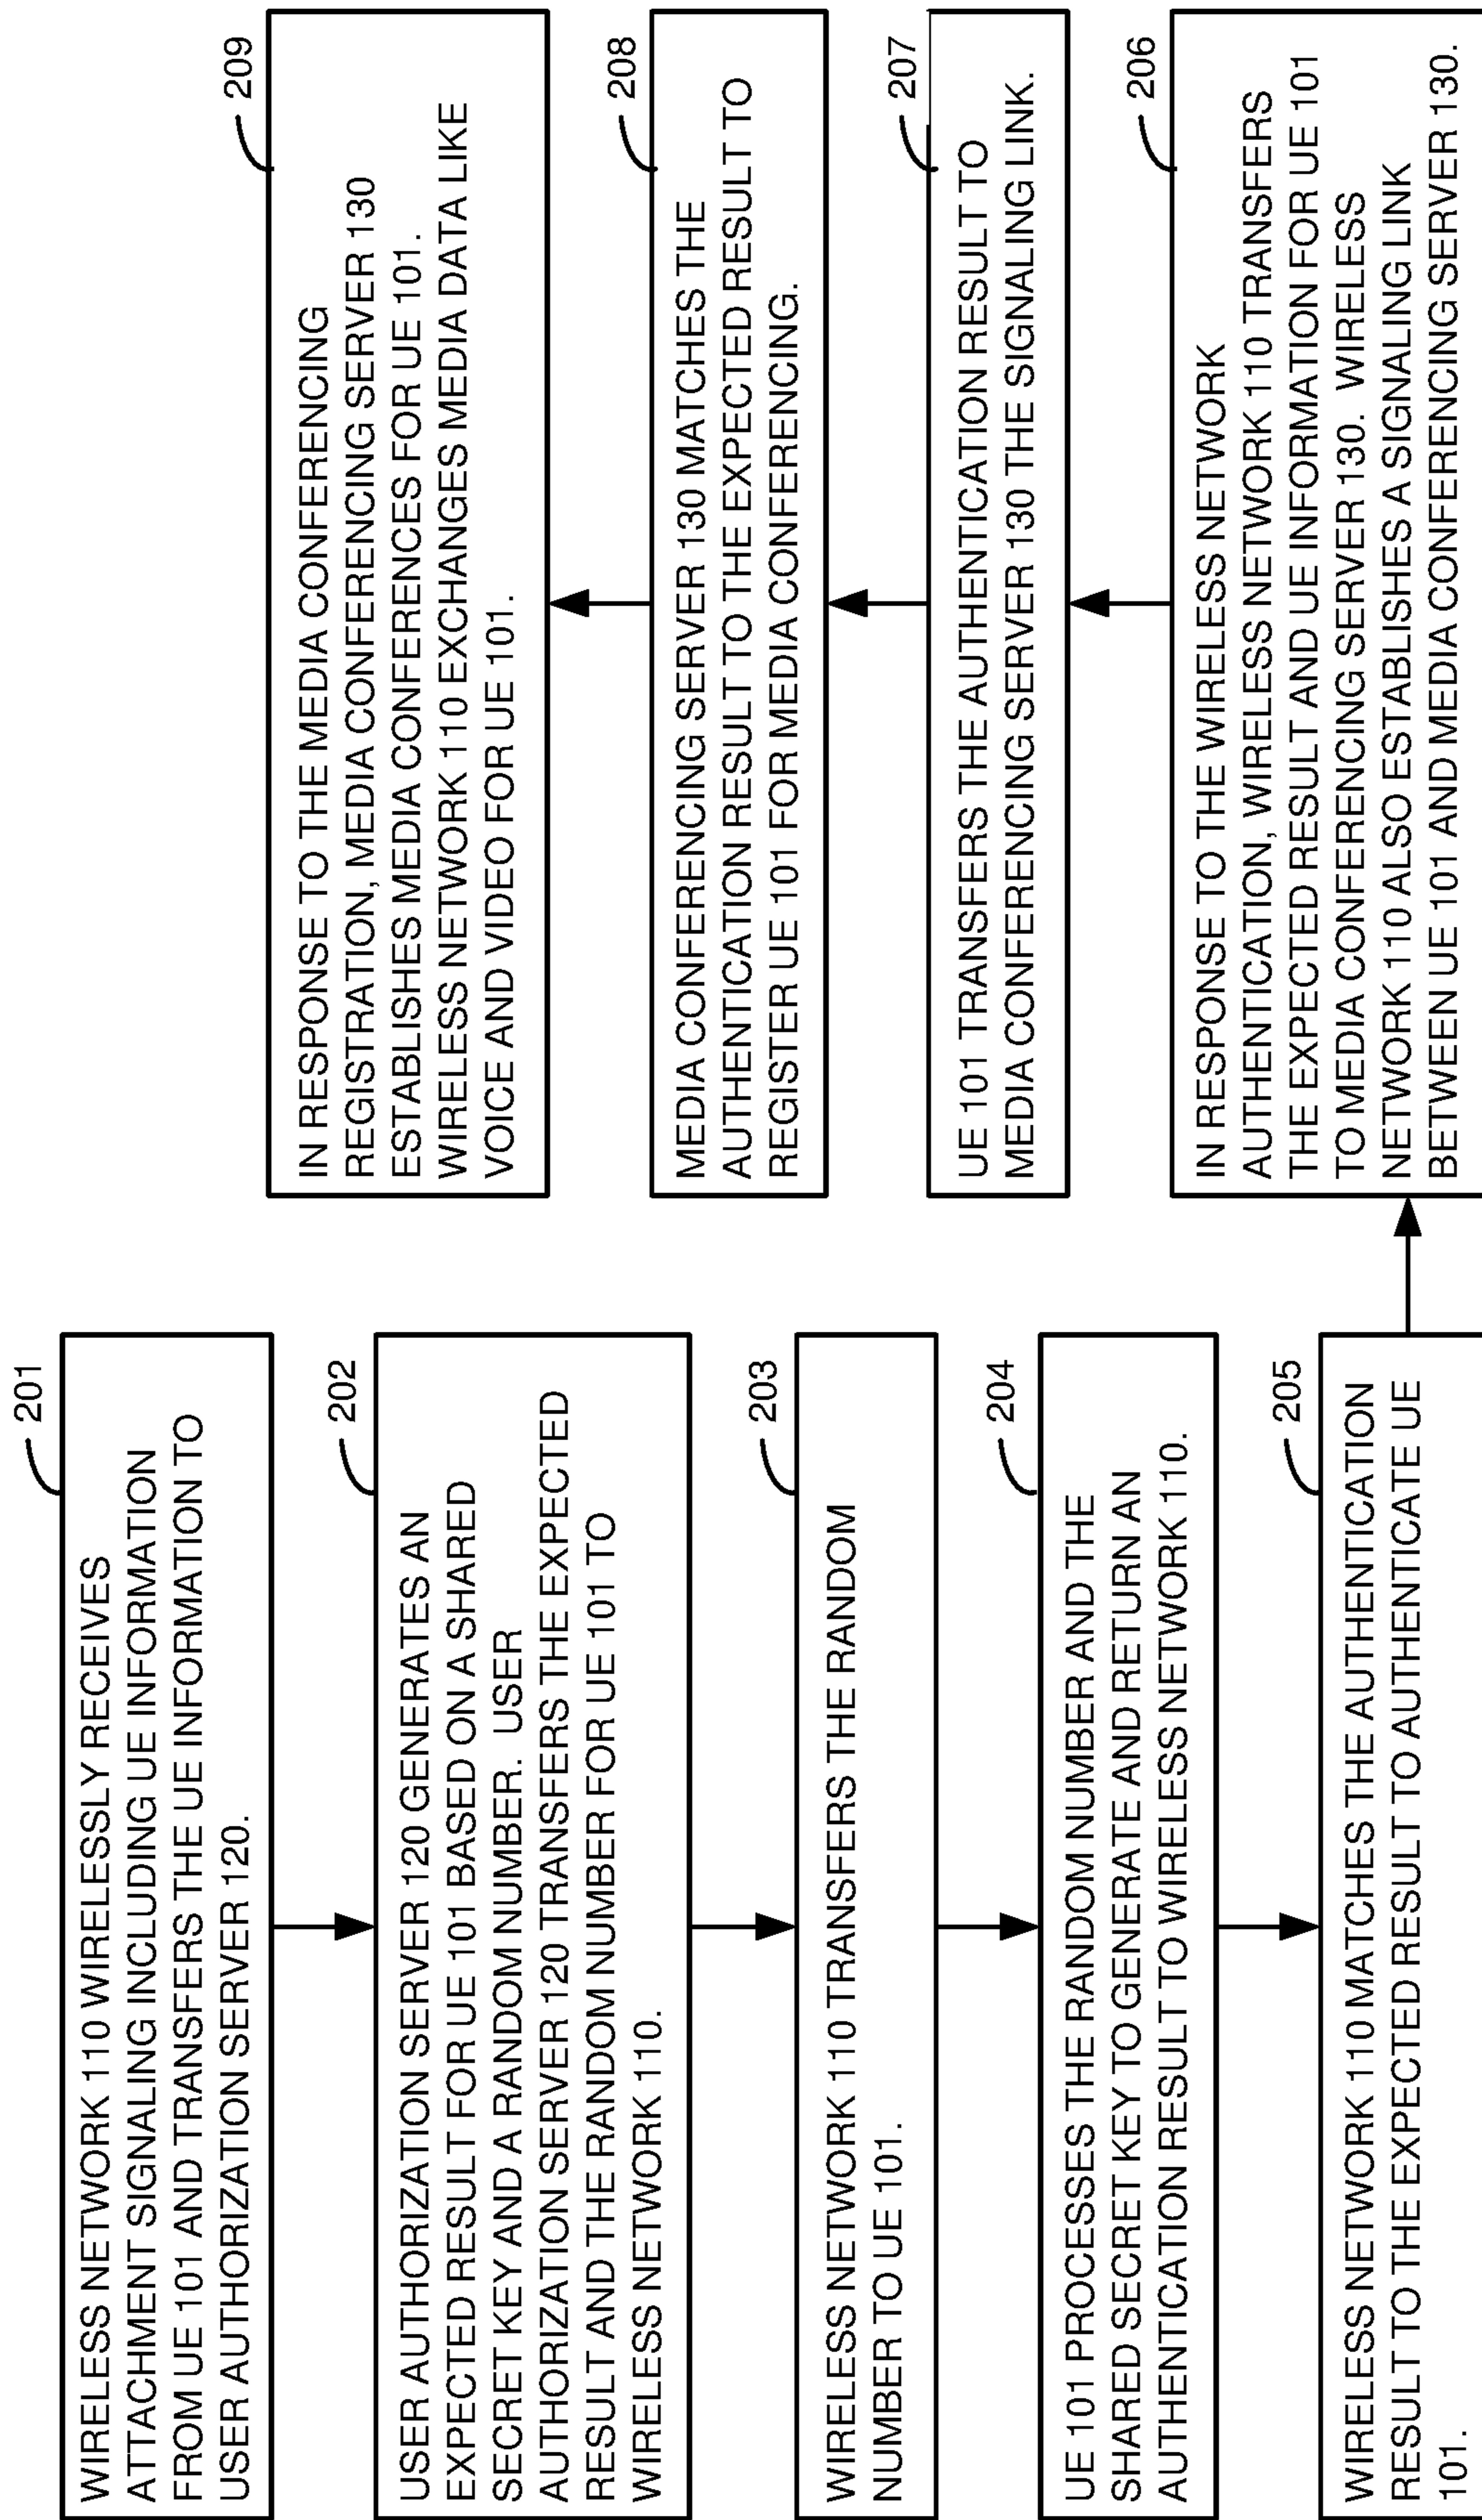 201
WIRELESS NETWORK 110 WIRELESSLY RECEIVES
ATTACHMENT SIGNALING INCLUDING UE INFORMATION
FROM UE 101 AND TRANSFERS THE UE INFORMATION TO
USER AUTHORIZATION SERVER 120.
202
USER AUTHORIZATION SERVER 120 GENERATES AN
EXPECTED RESULT FOR UE 101 BASED ON A SHARED
SECRET KEY AND A RANDOM NUMBER. USER
AUTHORIZATION SERVER 120 TRANSFERS THE EXPECTED
RESULT AND THE RANDOM NUMBER FOR UE 101 TO
WIRELESS NETWORK 110.
203
WIRELESS NETWORK 110 TRANSFERS THE RANDOM
NUMBER TO UE 101.
204
UE 101 PROCESSES THE RANDOM NUMBER AND THE
SHARED SECRET KEY TO GENERATE AND RETURN AN
AUTHENTICATION RESULT TO WIRELESS NETWORK 110.
205
WIRELESS NETWORK 110 MATCHES THE AUTHENTICATION
RESULT TO THE EXPECTED RESULT TO AUTHENTICATE UE
101.
206
IN RESPONSE TO THE WIRELESS NETWORK
AUTHENTICATION, WIRELESS NETWORK 110 TRANSFERS
THE EXPECTED RESULT AND UE INFORMATION FOR UE 101
TO MEDIA CONFERENCING SERVER 130. WIRELESS
NETWORK 110 ALSO ESTABLISHES A SIGNALING LINK
BETWEEN UE 101 AND MEDIA CONFERENCING SERVER 130.
207
UE 101 TRANSFERS THE AUTHENTICATION RESULT TO
MEDIA CONFERENCING SERVER 130 THE SIGNALING LINK.
208
MEDIA CONFERENCING SERVER 130 MATCHES THE
AUTHENTICATION RESULT TO THE EXPECTED RESULT TO
REGISTER UE 101 FOR MEDIA CONFERENCING.
209
IN RESPONSE TO THE MEDIA CONFERENCING
REGISTRATION, MEDIA CONFERENCING SERVER 130
ESTABLISHES MEDIA CONFERENCES FOR UE 101.
WIRELESS NETWORK 110 EXCHANGES MEDIA DATA LIKE
VOICE AND VIDEO FOR UE 101.